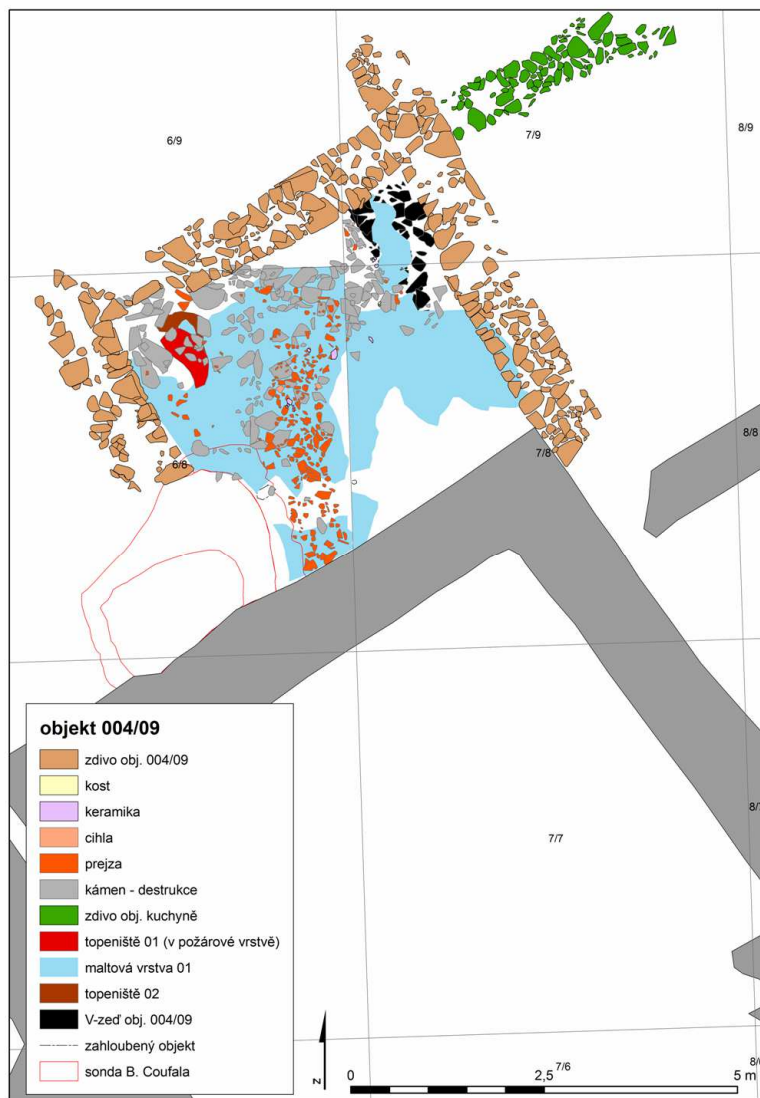 6/9
7/9
8/9
8/8
6/8
7/8
7/7
8/7
objekt 004/09
zdivo obj. 004/09
kost
keramika
cihla
prejza
kámen - destrukce
zdivo obj. kuchyně
topeniště 01 (v požárové vrstvě)
maltová vrstva 01
topeniště 02
V-zeď obj. 004/09
zahloubený objekt
sonda B. Coufala
z
0
2,5
7/6
5 m